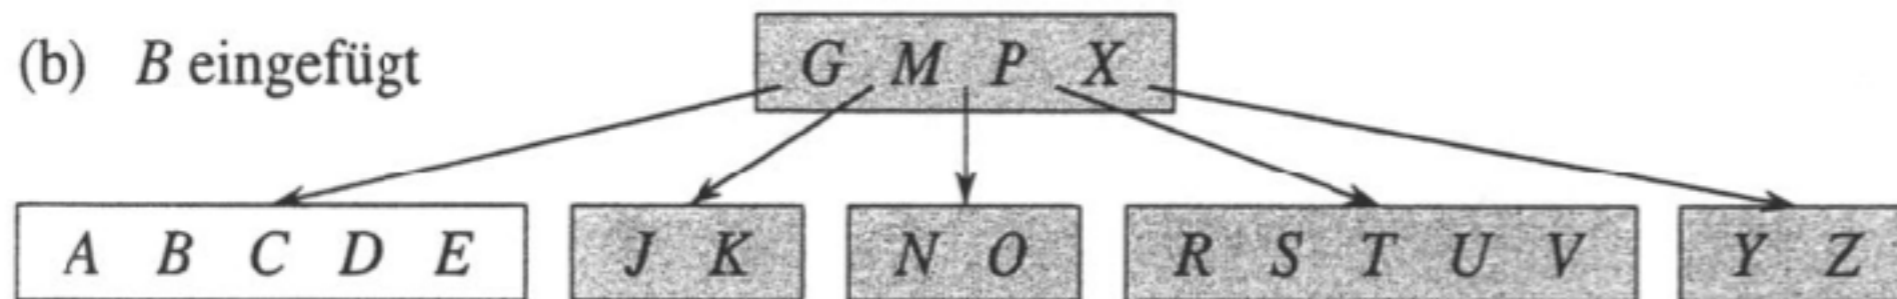 (b) B eingefügt
G M P X
A B C D E J K N O R S T U V Y Z